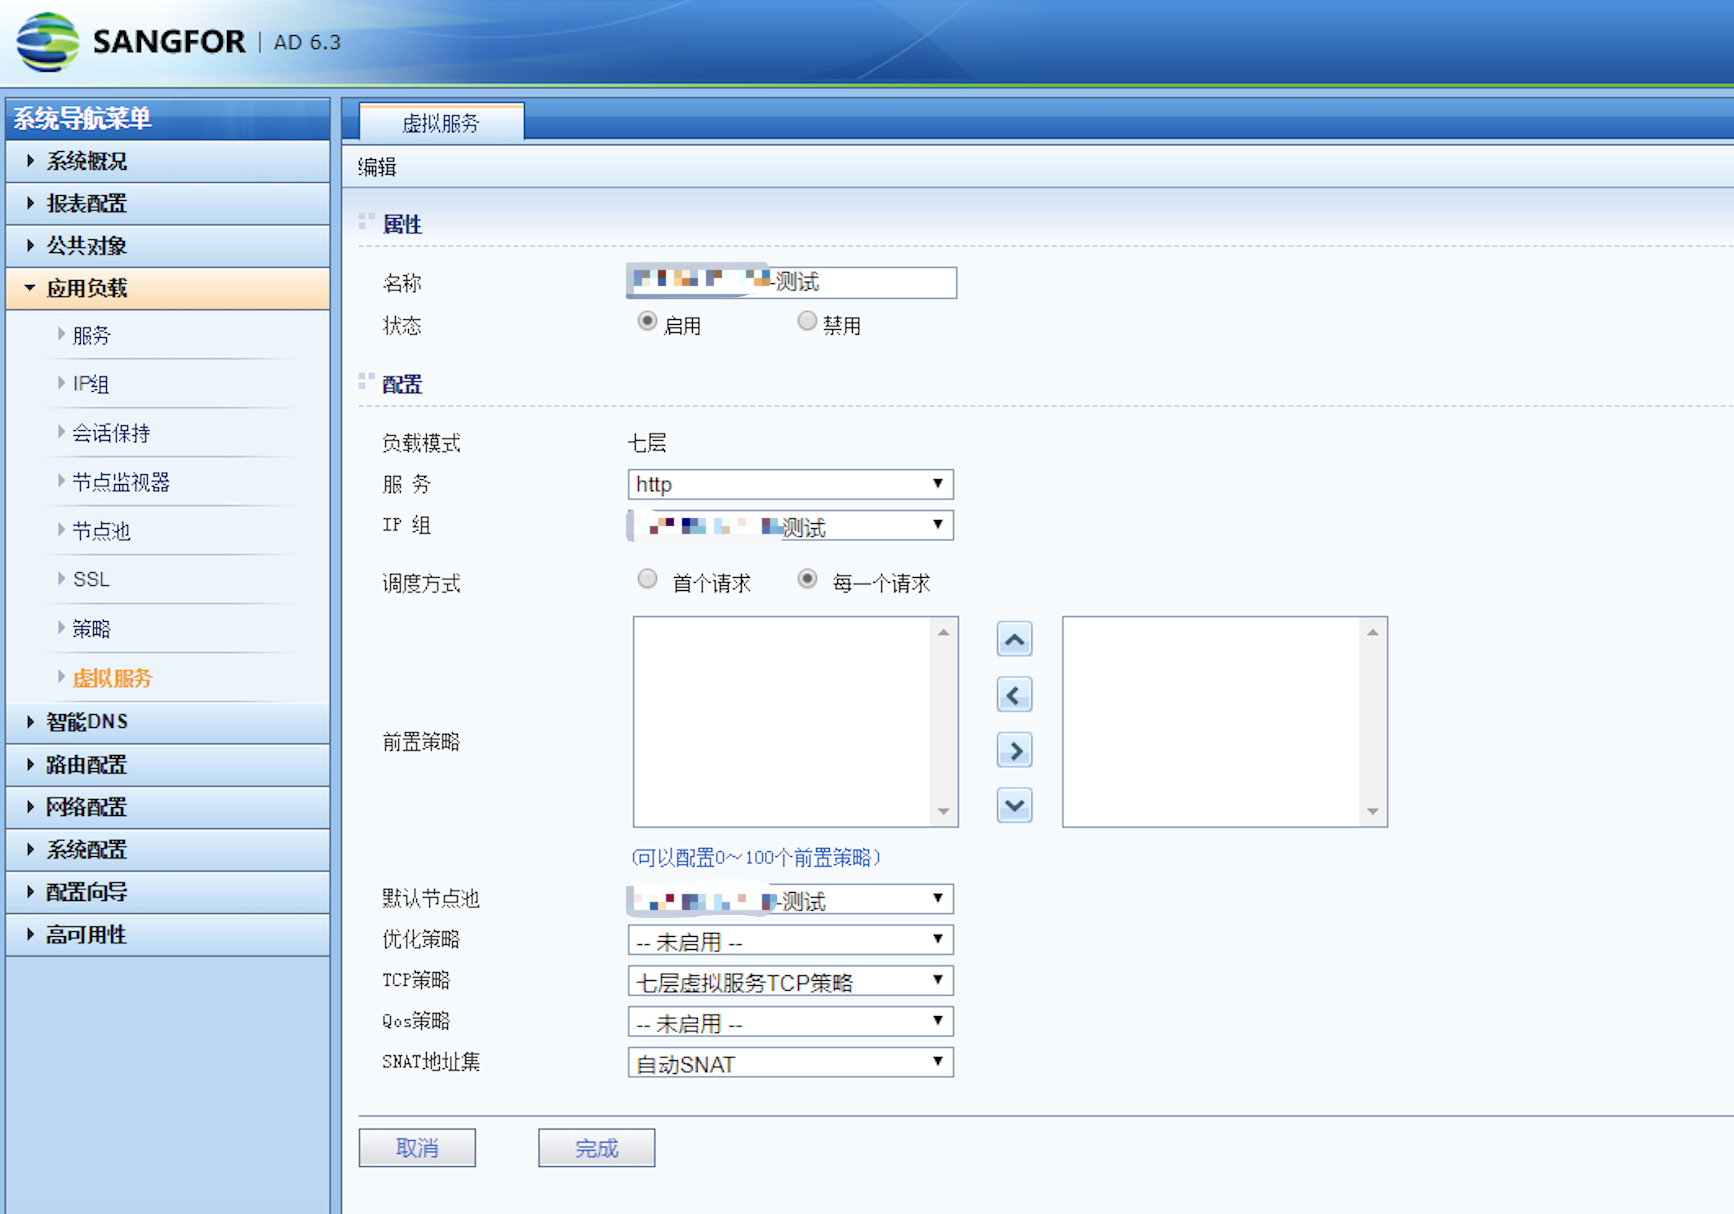 SANGFOR | AD 6.3
系统导航菜单
系统概况
报表配置
公共对象
应用负载
服务
IP组
会话保持
节点监视器
节点池
SSL
策略
虚拟服务
智能DNS
路由配置
网络配置
系统配置
配置向导
高可用性
虚拟服务
编辑
属性
名称 -测试
状态 启用 禁用
配置
负载模式 七层
服 务 http
IP 组 测试
调度方式 首个请求 每一个请求
前置策略
(可以配置0～100个前置策略)
默认节点池 -测试
优化策略 -- 未启用 --
TCP策略 七层虚拟服务TCP策略
Qos策略 -- 未启用 --
SNAT地址集 自动SNAT
取消 完成